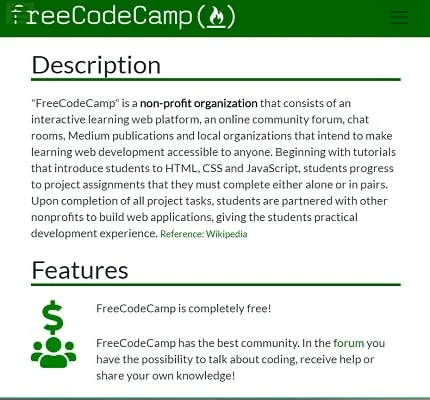 freeCodeCamp(🔥)
Description
"FreeCodeCamp" is a non-profit organization that consists of an
interactive learning web platform, an online community forum, chat
rooms, Medium publications and local organizations that intend to make
learning web development accessible to anyone. Beginning with tutorials
that introduce students to HTML, CSS and JavaScript, students progress
to project assignments that they must complete either alone or in pairs.
Upon completion of all project tasks, students are partnered with other
nonprofits to build web applications, giving the students practical
development experience. Reference: Wikipedia
Features
FreeCodeCamp is completely free!
FreeCodeCamp has the best community. In the forum you
have the possibility to talk about coding, receive help or
share your own knowledge!